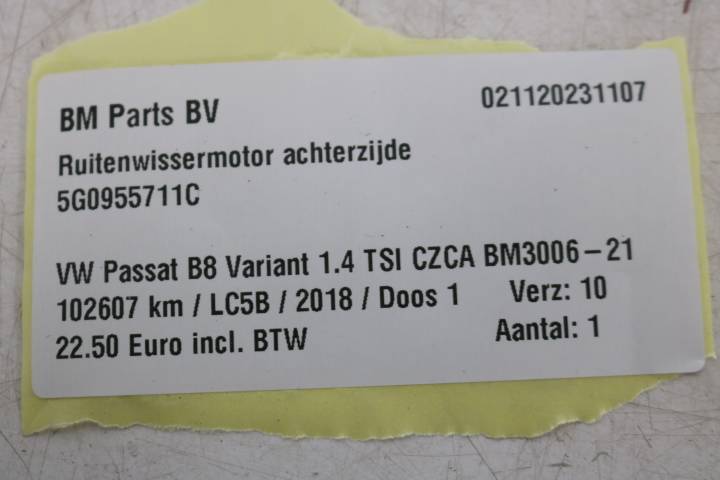 BM Parts BV 021120231107
Ruitenwissermotor achterzijde
5G0955711C
VW Passat B8 Variant 1.4 TSI CZCA BM3006-21
102607 km / LC5B / 2018 / Doos 1 Verz: 10
22.50 Euro incl. BTW Aantal: 1